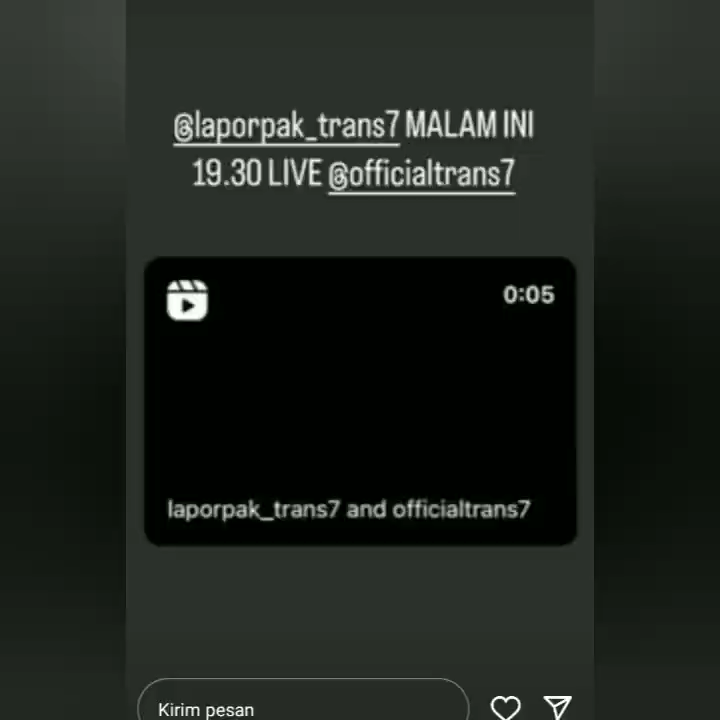 @laporpak_trans7 MALAM INI
19.30 LIVE @officialtrans7
0:05
laporpak_trans7 and officialtrans7
Kirim pesan